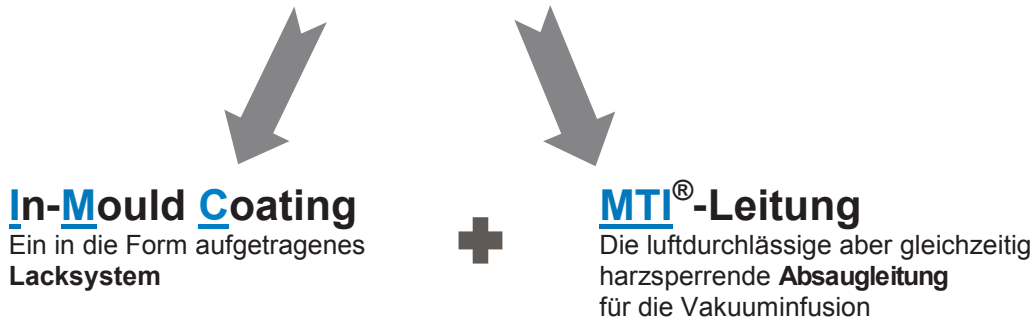 In-Mould Coating
Ein in die Form aufgetragenes
Lacksystem
MTI®-Leitung
Die luftdurchlässige aber gleichzeitig
harzsperrende Absaugleitung
für die Vakuuminfusion